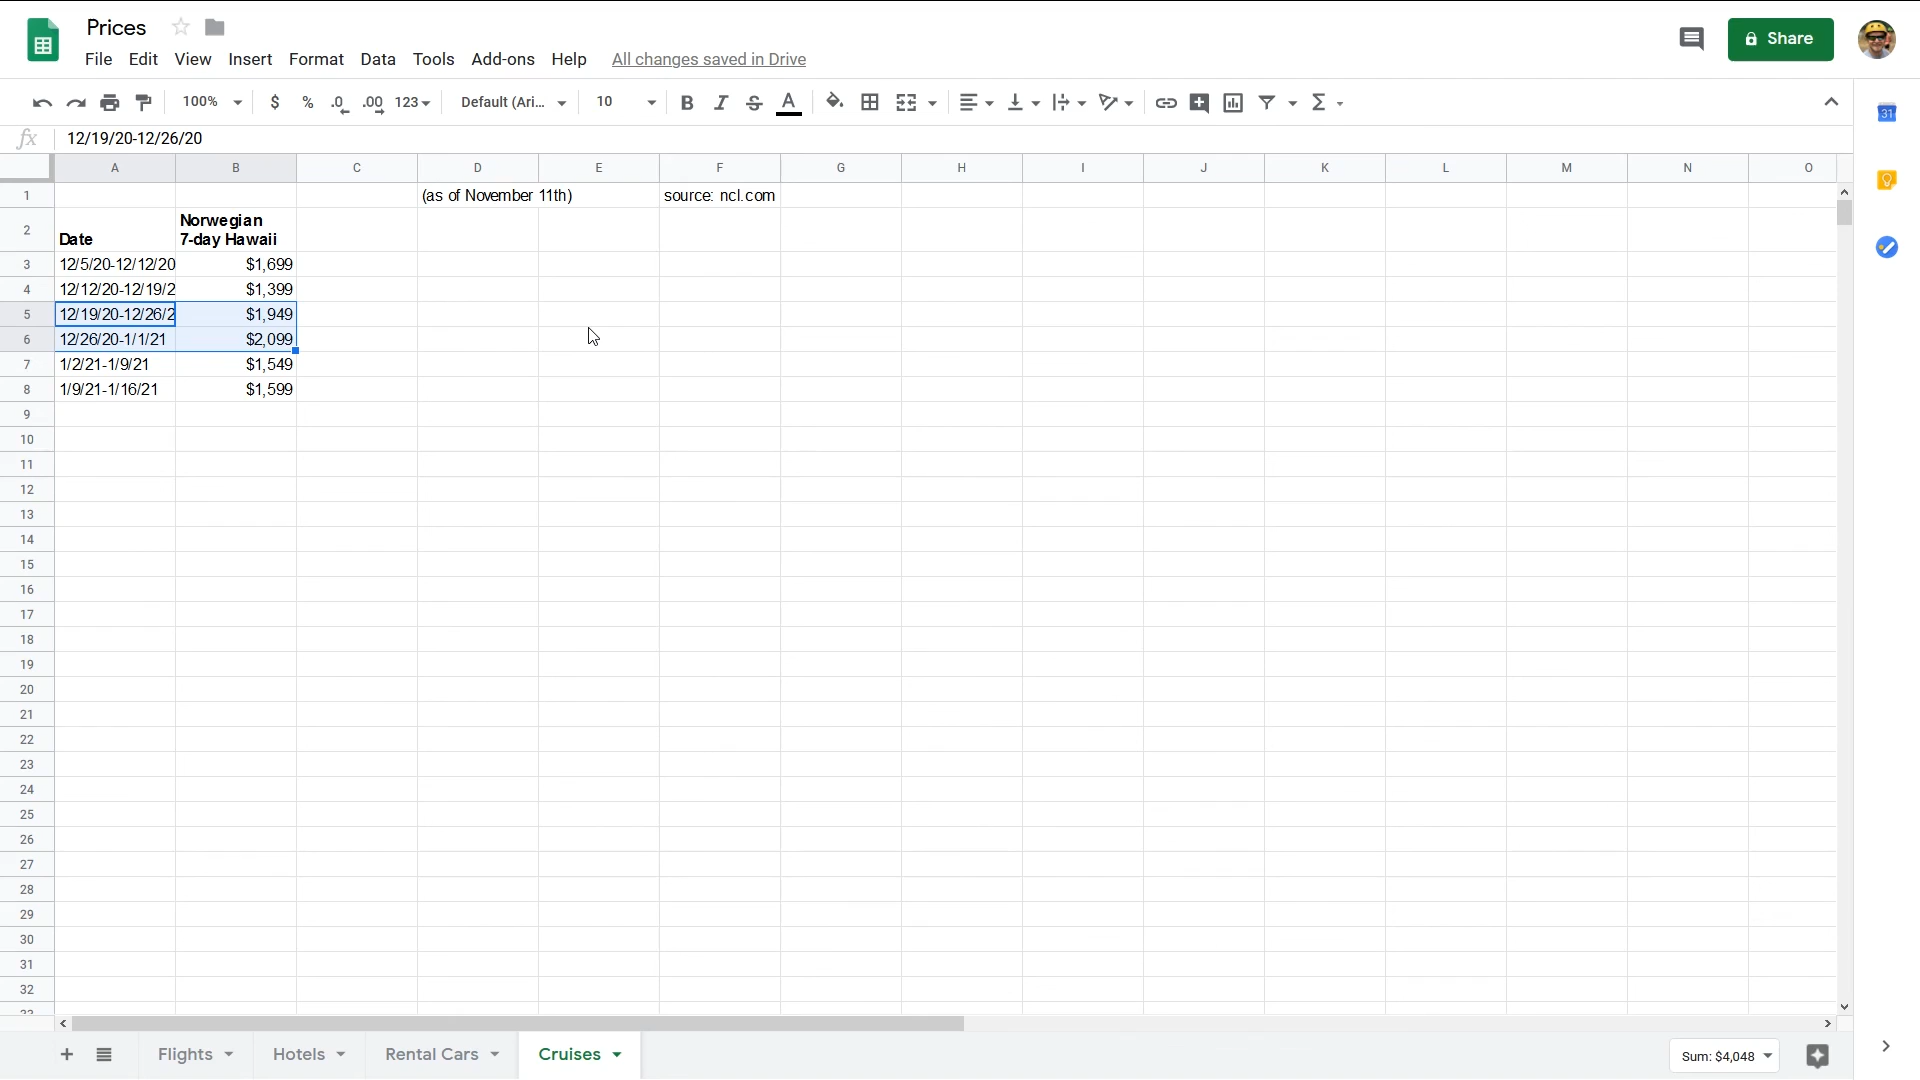 Prices
File Edit View Insert Format Data Tools Add-ons Help All changes saved in Drive
Share
100% $ % .0 .00 123 Default (Ari... 10 B I S A Σ
31
fx 12/19/20-12/26/20
A B C D E F G H I J K L M N O
1 (as of November 11th) source: ncl.com
Norwegian
2 Date 7-day Hawaii
3 12/5/20-12/12/20 $1,699
4 12/12/20-12/19/2 $1,399
5 12/19/20-12/26/2 $1,949
6 12/26/20-1/1/21 $2,099
7 1/2/21-1/9/21 $1,549
8 1/9/21-1/16/21 $1,599
9
10
11
12
13
14
15
16
17
18
19
20
21
22
23
24
25
26
27
28
29
30
31
32
33
+ Flights Hotels Rental Cars Cruises Sum: $4,048